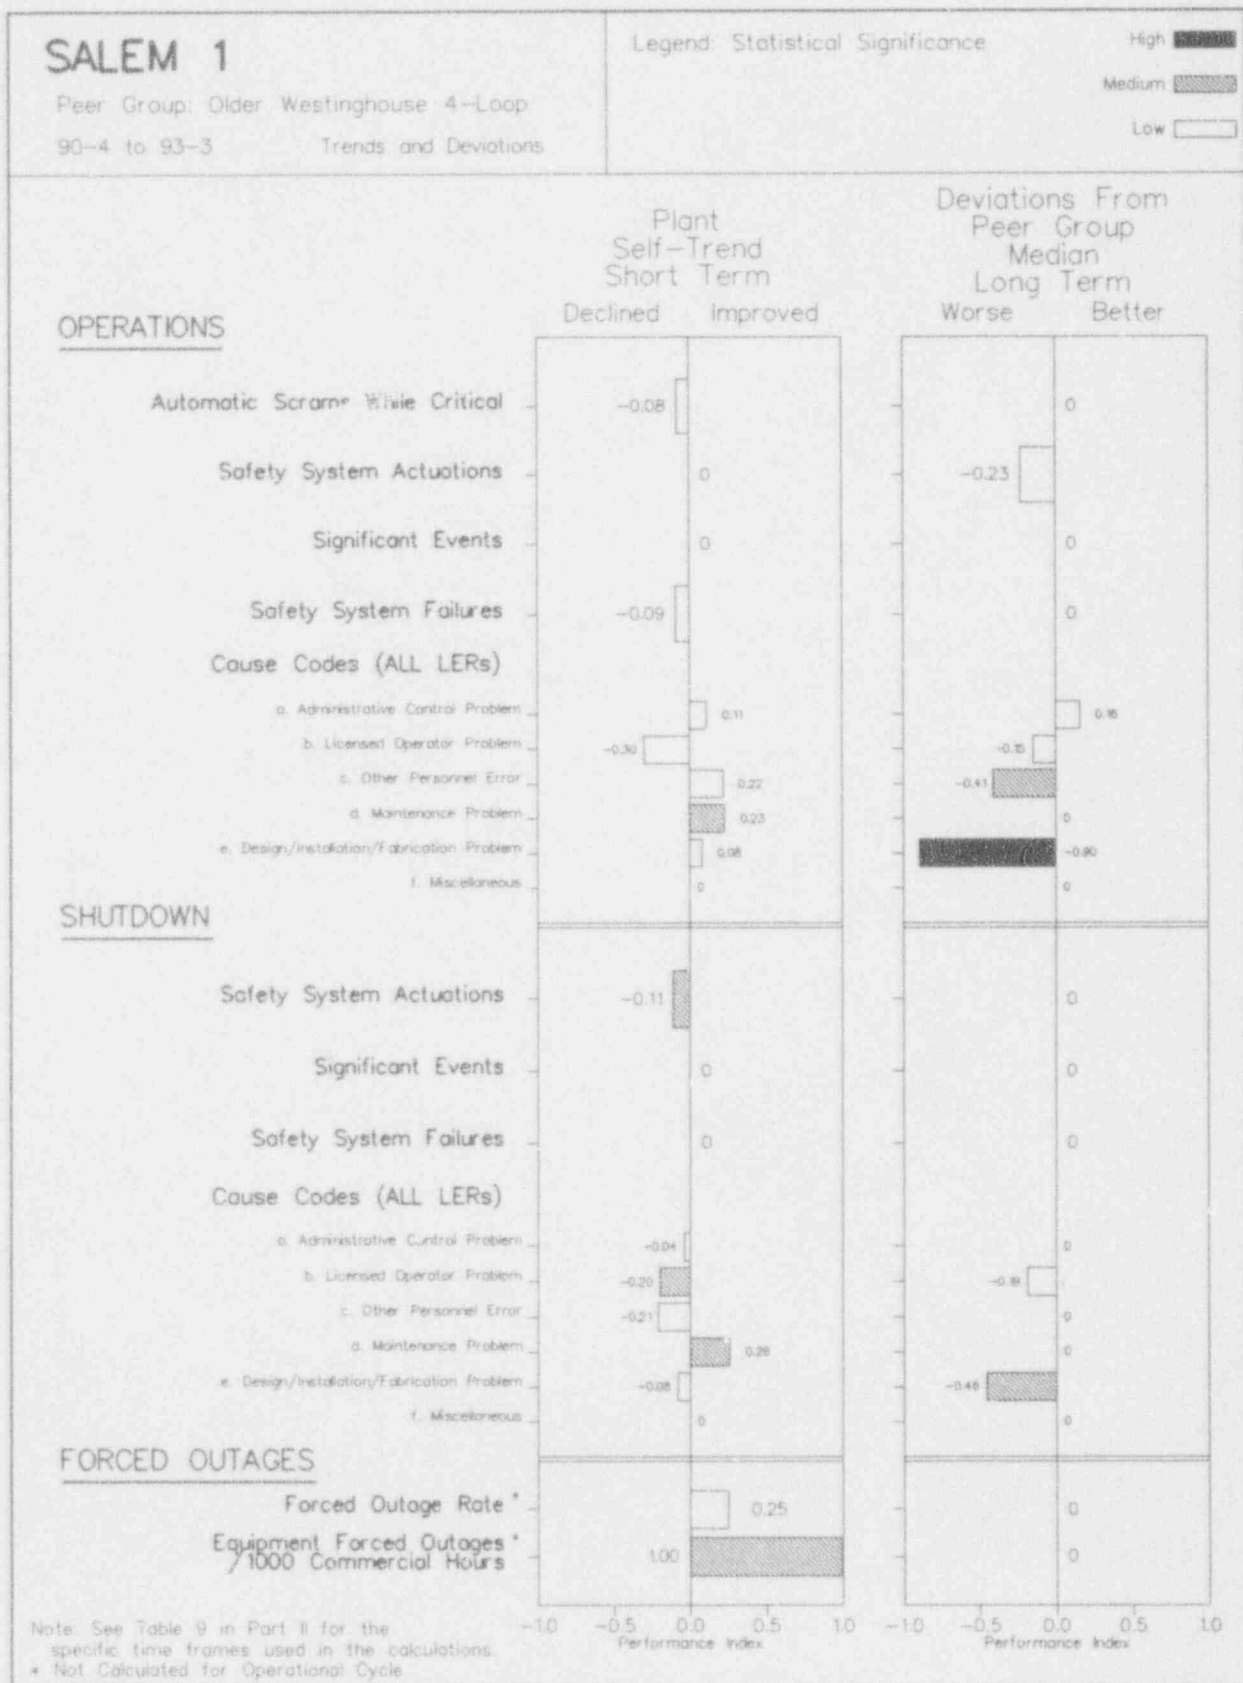 SALEM 1
Peer Group: Older Westinghouse 4-Loop
90-4 to 93-3 Trends and Deviations
Legend: Statistical Significance
High
Medium
Low
Plant
Self-Trend
Short Term
Declined Improved
Deviations From
Peer Group
Median
Long Term
Worse Better
OPERATIONS
Automatic Scrams While Critical -0.08 0
Safety System Actuations 0 -0.23
Significant Events 0 0
Safety System Failures -0.09 0
Cause Codes (ALL LERs)
a. Administrative Control Problem 0.11
b. Licensed Operator Problem -0.30 -0.15
c. Other Personnel Error 0.22 -0.41
d. Maintenance Problem 0.23 0
e. Design/Installation/Fabrication Problem 0.08 -0.90
f. Miscellaneous 0 0
SHUTDOWN
Safety System Actuations -0.11 0
Significant Events 0 0
Safety System Failures 0 0
Cause Codes (ALL LERs)
a. Administrative Control Problem -0.04 0
b. Licensed Operator Problem -0.20 -0.19
c. Other Personnel Error -0.21 0
d. Maintenance Problem 0.26 0
e. Design/Installation/Fabrication Problem -0.08 -0.46
f. Miscellaneous 0 0
FORCED OUTAGES
Forced Outage Rate * 0.25 0
Equipment Forced Outages *
/1000 Commercial Hours 1.00 0
-1.0 -0.5 0.0 0.5 1.0 -1.0 -0.5 0.0 0.5 1.0
Performance Index Performance Index
Note: See Table 9 in Part II for the
specific time frames used in the calculations.
* Not Calculated for Operational Cycle